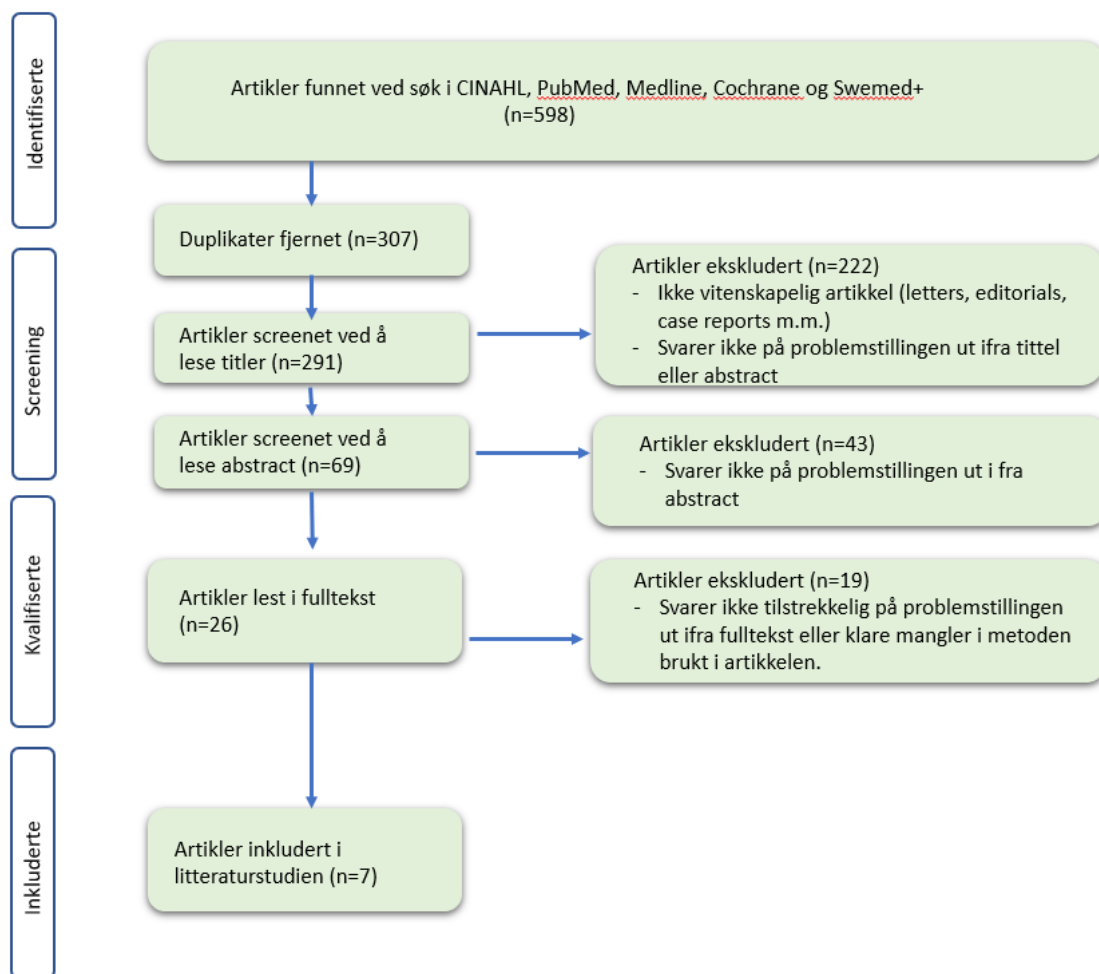 Identifiserte
Artikler funnet ved søk i CINAHL, PubMed, Medline, Cochrane og Swemed+
(n=598)
Duplikater fjernet (n=307)
Screening
Artikler screenet ved å
lese titler (n=291)
Artikler ekskludert (n=222)
- Ikke vitenskapelig artikkel (letters, editorials,
case reports m.m.)
- Svarer ikke på problemstillingen ut ifra tittel
eller abstract
Artikler screenet ved å
lese abstract (n=69)
Artikler ekskludert (n=43)
- Svarer ikke på problemstillingen ut i fra
abstract
Kvalifiserte
Artikler lest i fulltekst
(n=26)
Artikler ekskludert (n=19)
- Svarer ikke tilstrekkelig på problemstillingen
ut ifra fulltekst eller klare mangler i metoden
brukt i artikkelen.
Inkluderte
Artikler inkludert i
litteraturstudien (n=7)